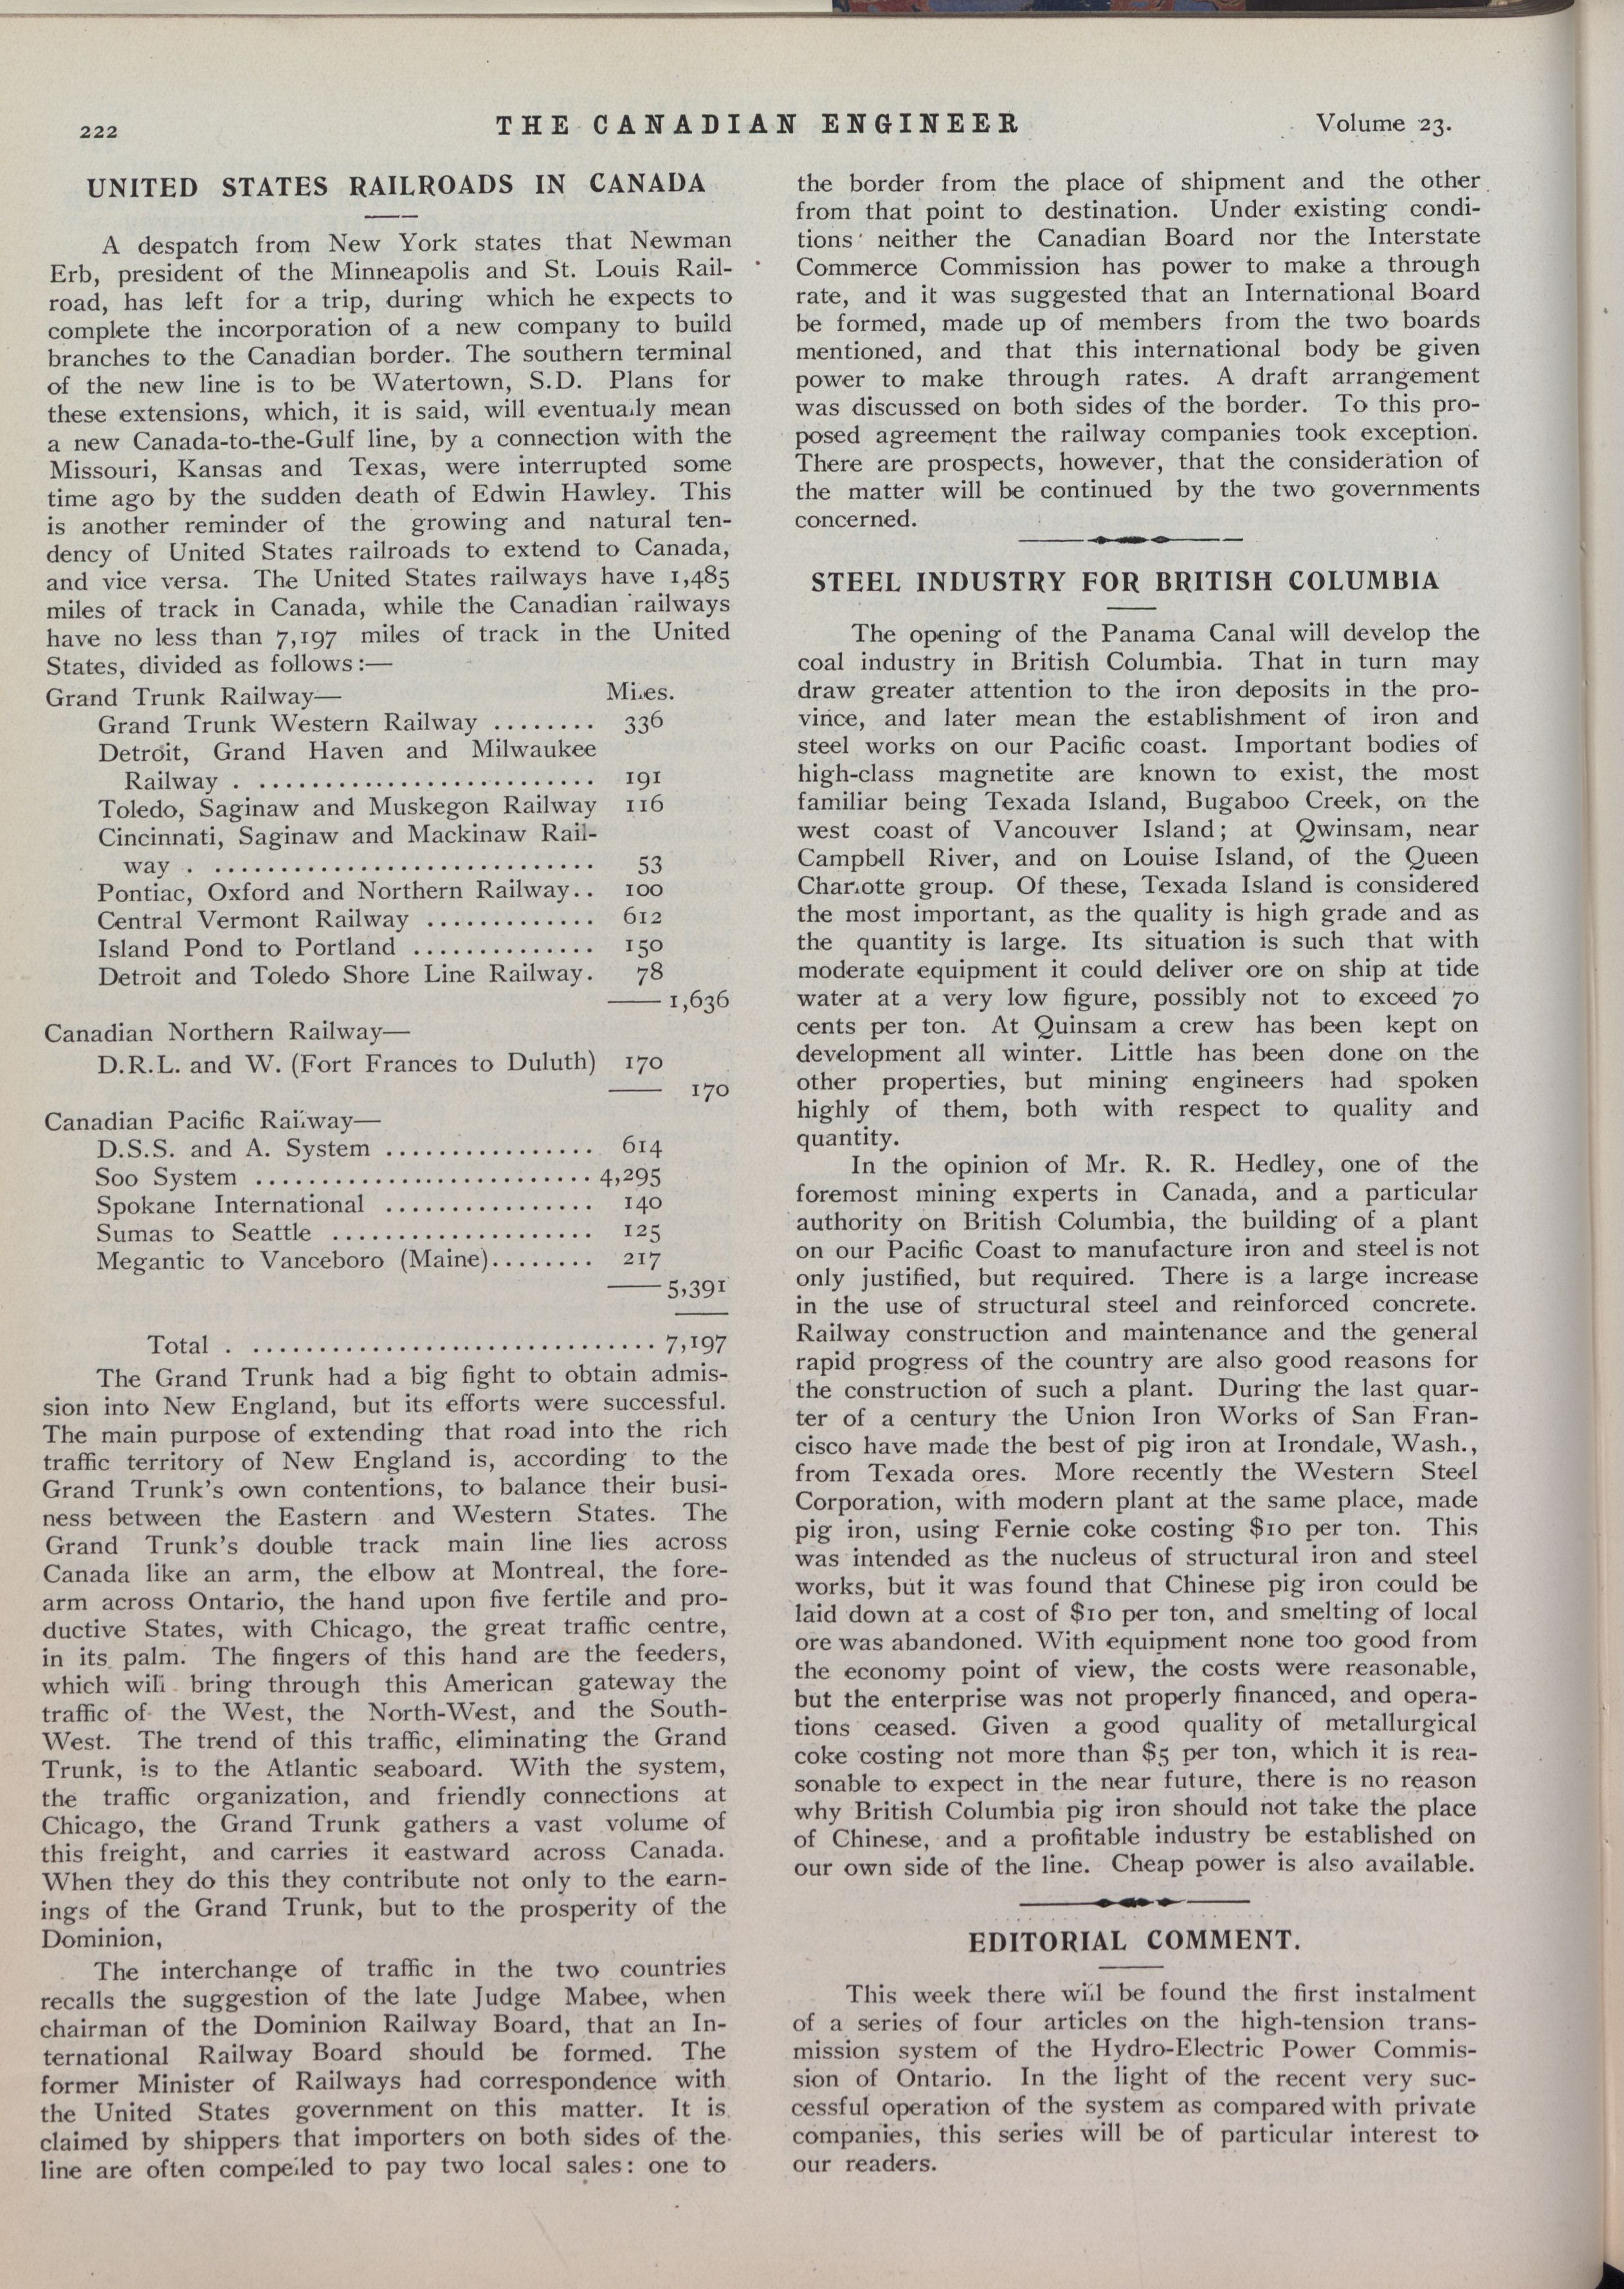 222
THE CANADIAN ENGINEER
Volume 23.
UNITED STATES RAILROADS IN CANADA
A despatch from New York states that Newman
Erb, president of the Minneapolis and St. Louis Rail-
road, has left for a trip, during which he expects to
complete the incorporation of a new company to build
branches to the Canadian border. The southern terminal
of the new line is to be Watertown, S.D. Plans for
these extensions, which, it is said, will eventually mean
a new Canada-to-the-Gulf line, by a connection with the
Missouri, Kansas and Texas, were interrupted some
time ago by the sudden death of Edwin Hawley. This
is another reminder of the growing and natural ten-
dency of United States railroads to extend to Canada,
and vice versa. The United States railways have 1,485
miles of track in Canada, while the Canadian railways
have no less than 7,197 miles of track in the United
States, divided as follows:—
Grand Trunk Railway— Miles.
Grand Trunk Western Railway ........ 336
Detroit, Grand Haven and Milwaukee
Railway . .......................... 191
Toledo, Saginaw and Muskegon Railway 116
Cincinnati, Saginaw and Mackinaw Rail-
way . ............................. 53
Pontiac, Oxford and Northern Railway.. 100
Central Vermont Railway ............. 612
Island Pond to Portland .............. 150
Detroit and Toledo Shore Line Railway. 78
—— 1,636
Canadian Northern Railway—
D.R.L. and W. (Fort Frances to Duluth) 170
—— 170
Canadian Pacific Railway—
D.S.S. and A. System ................ 614
Soo System .......................... 4,295
Spokane International ................ 140
Sumas to Seattle .................... 125
Megantic to Vanceboro (Maine)........ 217
—— 5,391
Total . ............................... 7,197
The Grand Trunk had a big fight to obtain admis-
sion into New England, but its efforts were successful.
The main purpose of extending that road into the rich
traffic territory of New England is, according to the
Grand Trunk's own contentions, to balance their busi-
ness between the Eastern and Western States. The
Grand Trunk's double track main line lies across
Canada like an arm, the elbow at Montreal, the fore-
arm across Ontario, the hand upon five fertile and pro-
ductive States, with Chicago, the great traffic centre,
in its palm. The fingers of this hand are the feeders,
which will bring through this American gateway the
traffic of the West, the North-West, and the South-
West. The trend of this traffic, eliminating the Grand
Trunk, is to the Atlantic seaboard. With the system,
the traffic organization, and friendly connections at
Chicago, the Grand Trunk gathers a vast volume of
this freight, and carries it eastward across Canada.
When they do this they contribute not only to the earn-
ings of the Grand Trunk, but to the prosperity of the
Dominion,
The interchange of traffic in the two countries
recalls the suggestion of the late Judge Mabee, when
chairman of the Dominion Railway Board, that an In-
ternational Railway Board should be formed. The
former Minister of Railways had correspondence with
the United States government on this matter. It is
claimed by shippers that importers on both sides of the
line are often compelled to pay two local sales: one to
the border from the place of shipment and the other
from that point to destination. Under existing condi-
tions neither the Canadian Board nor the Interstate
Commerce Commission has power to make a through
rate, and it was suggested that an International Board
be formed, made up of members from the two boards
mentioned, and that this international body be given
power to make through rates. A draft arrangement
was discussed on both sides of the border. To this pro-
posed agreement the railway companies took exception.
There are prospects, however, that the consideration of
the matter will be continued by the two governments
concerned.
STEEL INDUSTRY FOR BRITISH COLUMBIA
The opening of the Panama Canal will develop the
coal industry in British Columbia. That in turn may
draw greater attention to the iron deposits in the pro-
vince, and later mean the establishment of iron and
steel works on our Pacific coast. Important bodies of
high-class magnetite are known to exist, the most
familiar being Texada Island, Bugaboo Creek, on the
west coast of Vancouver Island; at Qwinsam, near
Campbell River, and on Louise Island, of the Queen
Charlotte group. Of these, Texada Island is considered
the most important, as the quality is high grade and as
the quantity is large. Its situation is such that with
moderate equipment it could deliver ore on ship at tide
water at a very low figure, possibly not to exceed 70
cents per ton. At Quinsam a crew has been kept on
development all winter. Little has been done on the
other properties, but mining engineers had spoken
highly of them, both with respect to quality and
quantity.
In the opinion of Mr. R. R. Hedley, one of the
foremost mining experts in Canada, and a particular
authority on British Columbia, the building of a plant
on our Pacific Coast to manufacture iron and steel is not
only justified, but required. There is a large increase
in the use of structural steel and reinforced concrete.
Railway construction and maintenance and the general
rapid progress of the country are also good reasons for
the construction of such a plant. During the last quar-
ter of a century the Union Iron Works of San Fran-
cisco have made the best of pig iron at Irondale, Wash.,
from Texada ores. More recently the Western Steel
Corporation, with modern plant at the same place, made
pig iron, using Fernie coke costing $10 per ton. This
was intended as the nucleus of structural iron and steel
works, but it was found that Chinese pig iron could be
laid down at a cost of $10 per ton, and smelting of local
ore was abandoned. With equipment none too good from
the economy point of view, the costs were reasonable,
but the enterprise was not properly financed, and opera-
tions ceased. Given a good quality of metallurgical
coke costing not more than $5 per ton, which it is rea-
sonable to expect in the near future, there is no reason
why British Columbia pig iron should not take the place
of Chinese, and a profitable industry be established on
our own side of the line. Cheap power is also available.
EDITORIAL COMMENT.
This week there will be found the first instalment
of a series of four articles on the high-tension trans-
mission system of the Hydro-Electric Power Commis-
sion of Ontario. In the light of the recent very suc-
cessful operation of the system as compared with private
companies, this series will be of particular interest to
our readers.